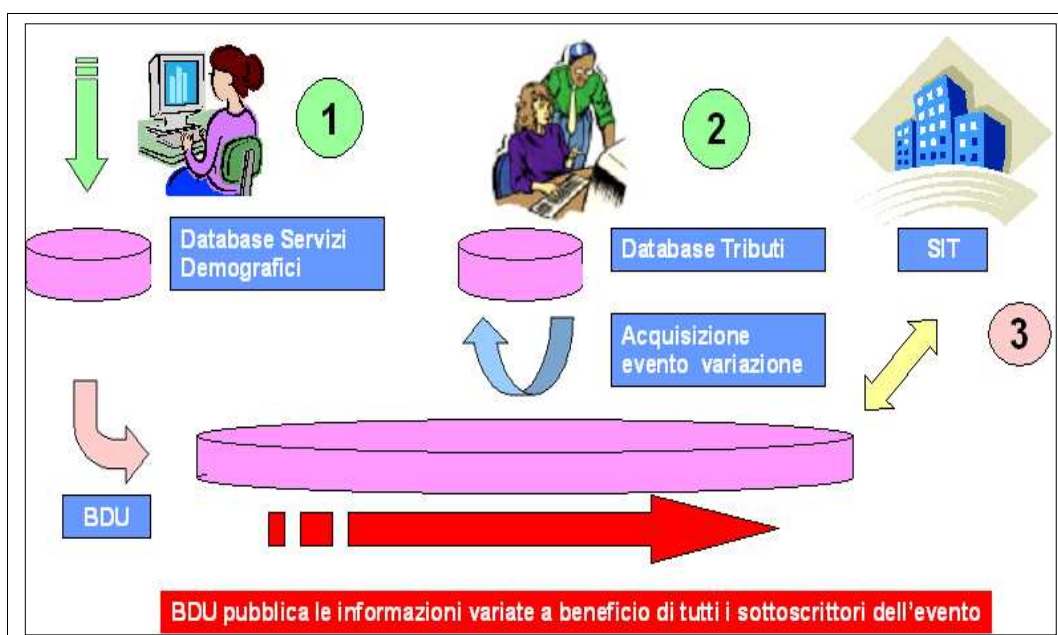 1
2
Database Servizi
Demografici
Database Tributi
SIT
Acquisizione
evento variazione
3
BDU
BDU pubblica le informazioni variate a beneficio di tutti i sottoscrittori dell'evento